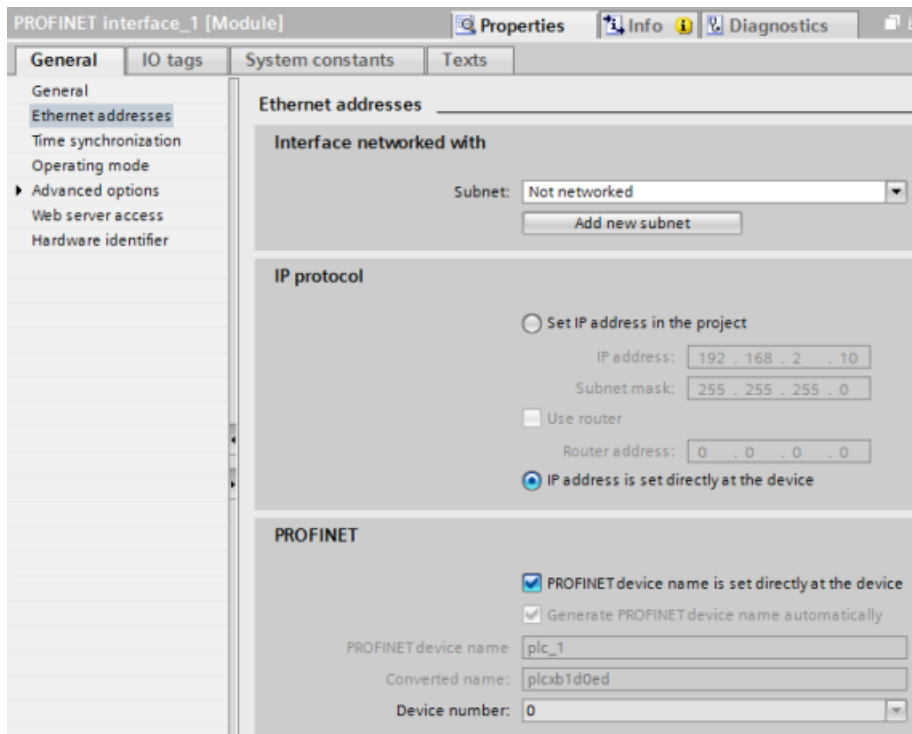 PROFINET interface_1 [Module]
Properties
Info
Diagnostics
General
IO tags
System constants
Texts
General
Ethernet addresses
Time synchronization
Operating mode
Advanced options
Web server access
Hardware identifier
Ethernet addresses
Interface networked with
Subnet: Not networked
Add new subnet
IP protocol
Set IP address in the project
IP address: 192 . 168 . 2 . 10
Subnet mask: 255 . 255 . 255 . 0
Use router
Router address: 0 . 0 . 0 . 0
IP address is set directly at the device
PROFINET
PROFINET device name is set directly at the device
Generate PROFINET device name automatically
PROFINET device name plc_1
Converted name: plcxb1d0ed
Device number: 0